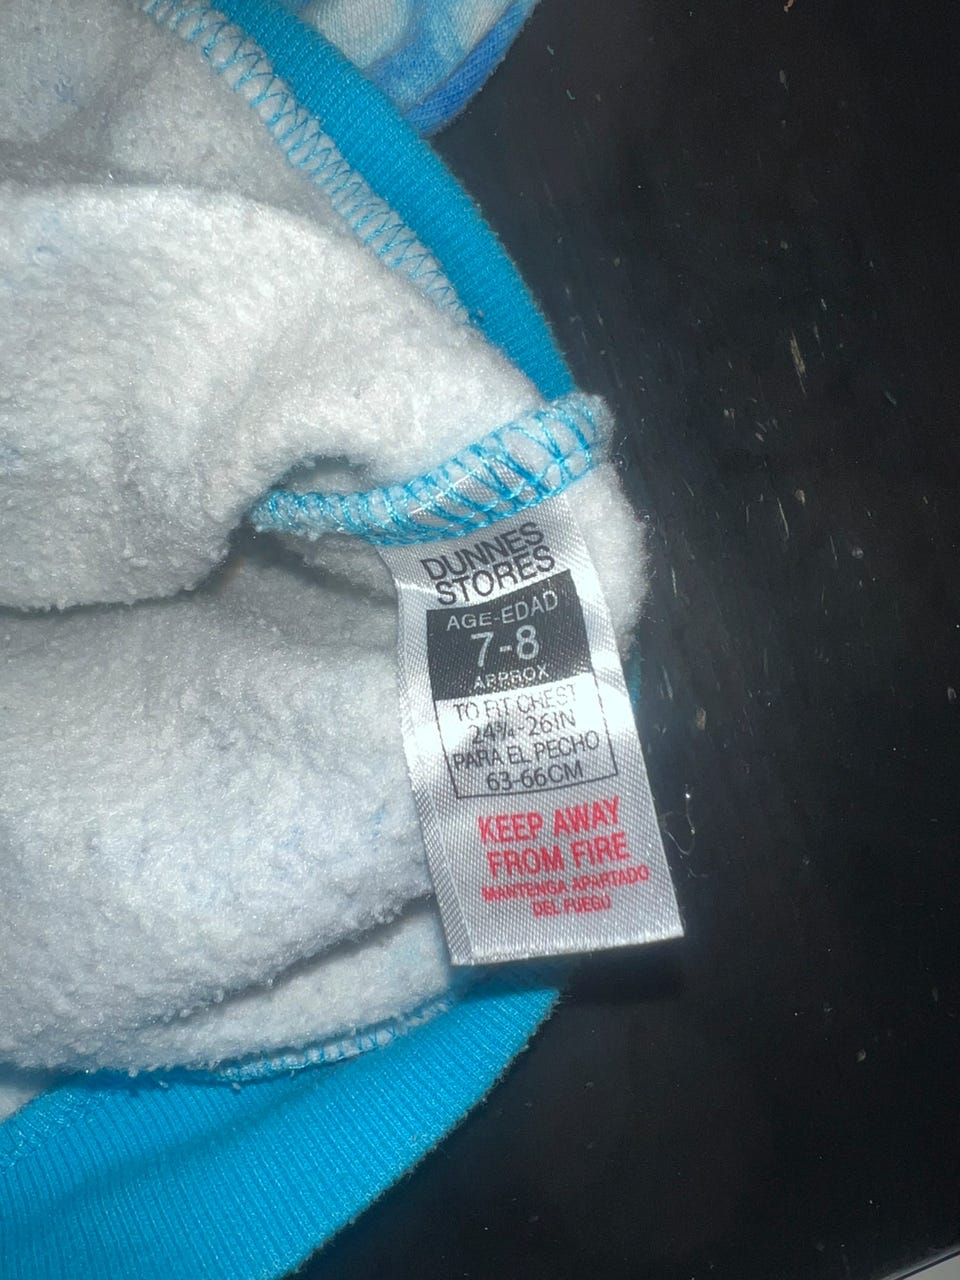 DUNNES
STORES
AGE-EDAD
7-8
APPROX
TO FIT CHEST
24¾-26IN
PARA EL PECHO
63-66CM
KEEP AWAY
FROM FIRE
MANTENGA APARTADO
DEL FUEGO